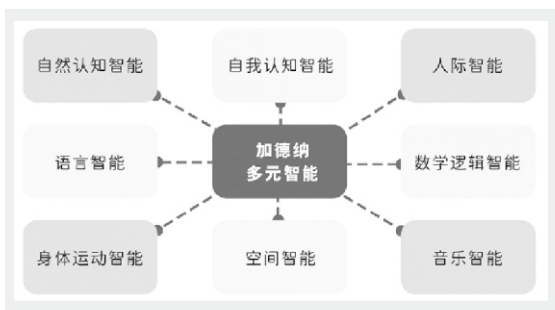 自然认知智能
自我认知智能
人际智能
语言智能
加德纳
多元智能
数学逻辑智能
身体运动智能
空间智能
音乐智能